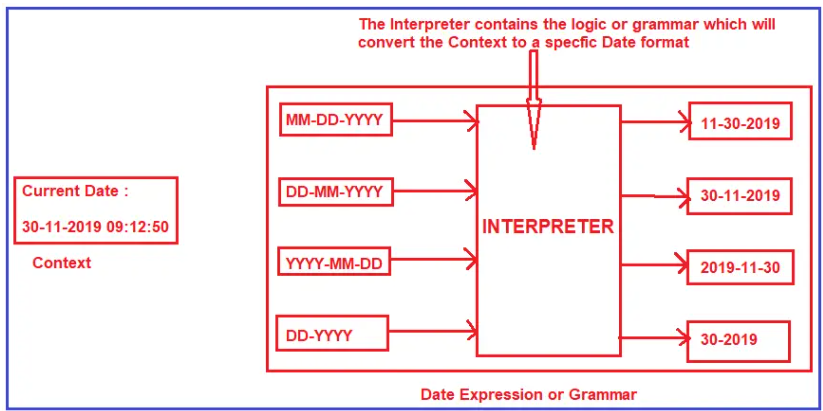 The Interpreter contains the logic or grammar which will
convert the Context to a specfic Date format
MM-DD-YYYY
11-30-2019
Current Date :
30-11-2019 09:12:50
Context
DD-MM-YYYY
30-11-2019
INTERPRETER
YYYY-MM-DD
2019-11-30
DD-YYYY
30-2019
Date Expression or Grammar